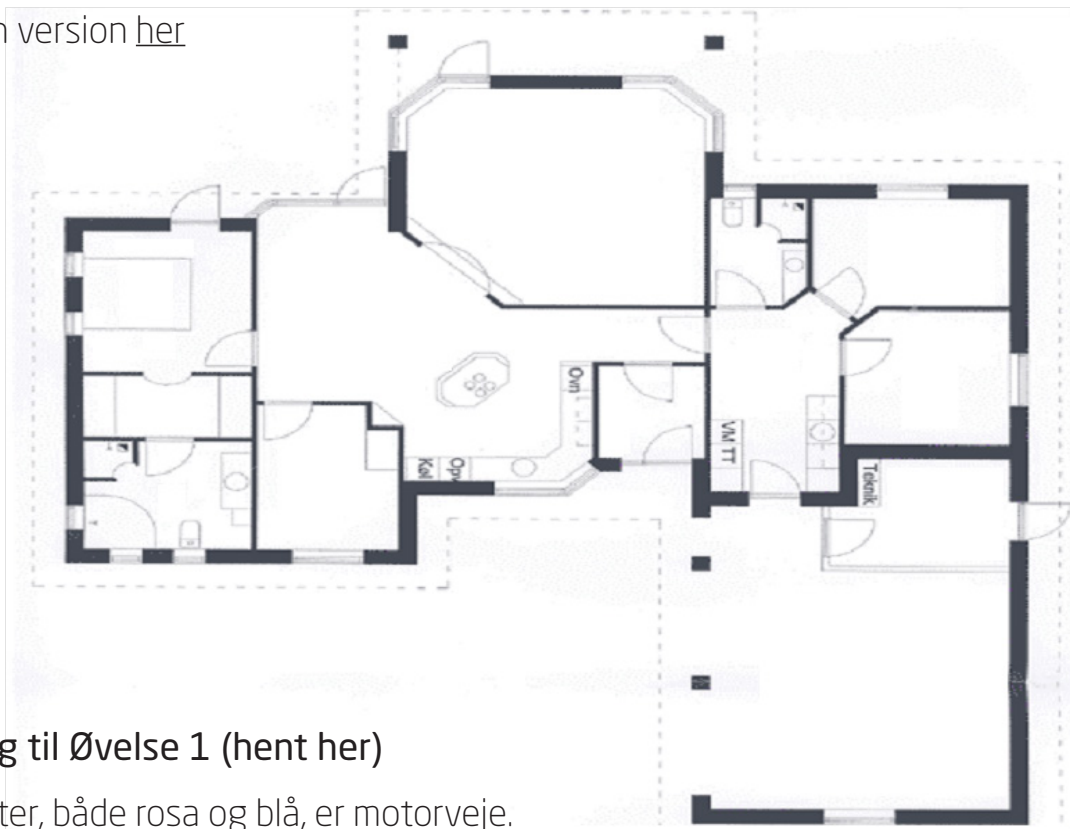 n version her
Ovn
Opv
Køl
VM TT
Teknik
g til Øvelse 1 (hent her)
ter, både rosa og blå, er motorveje.